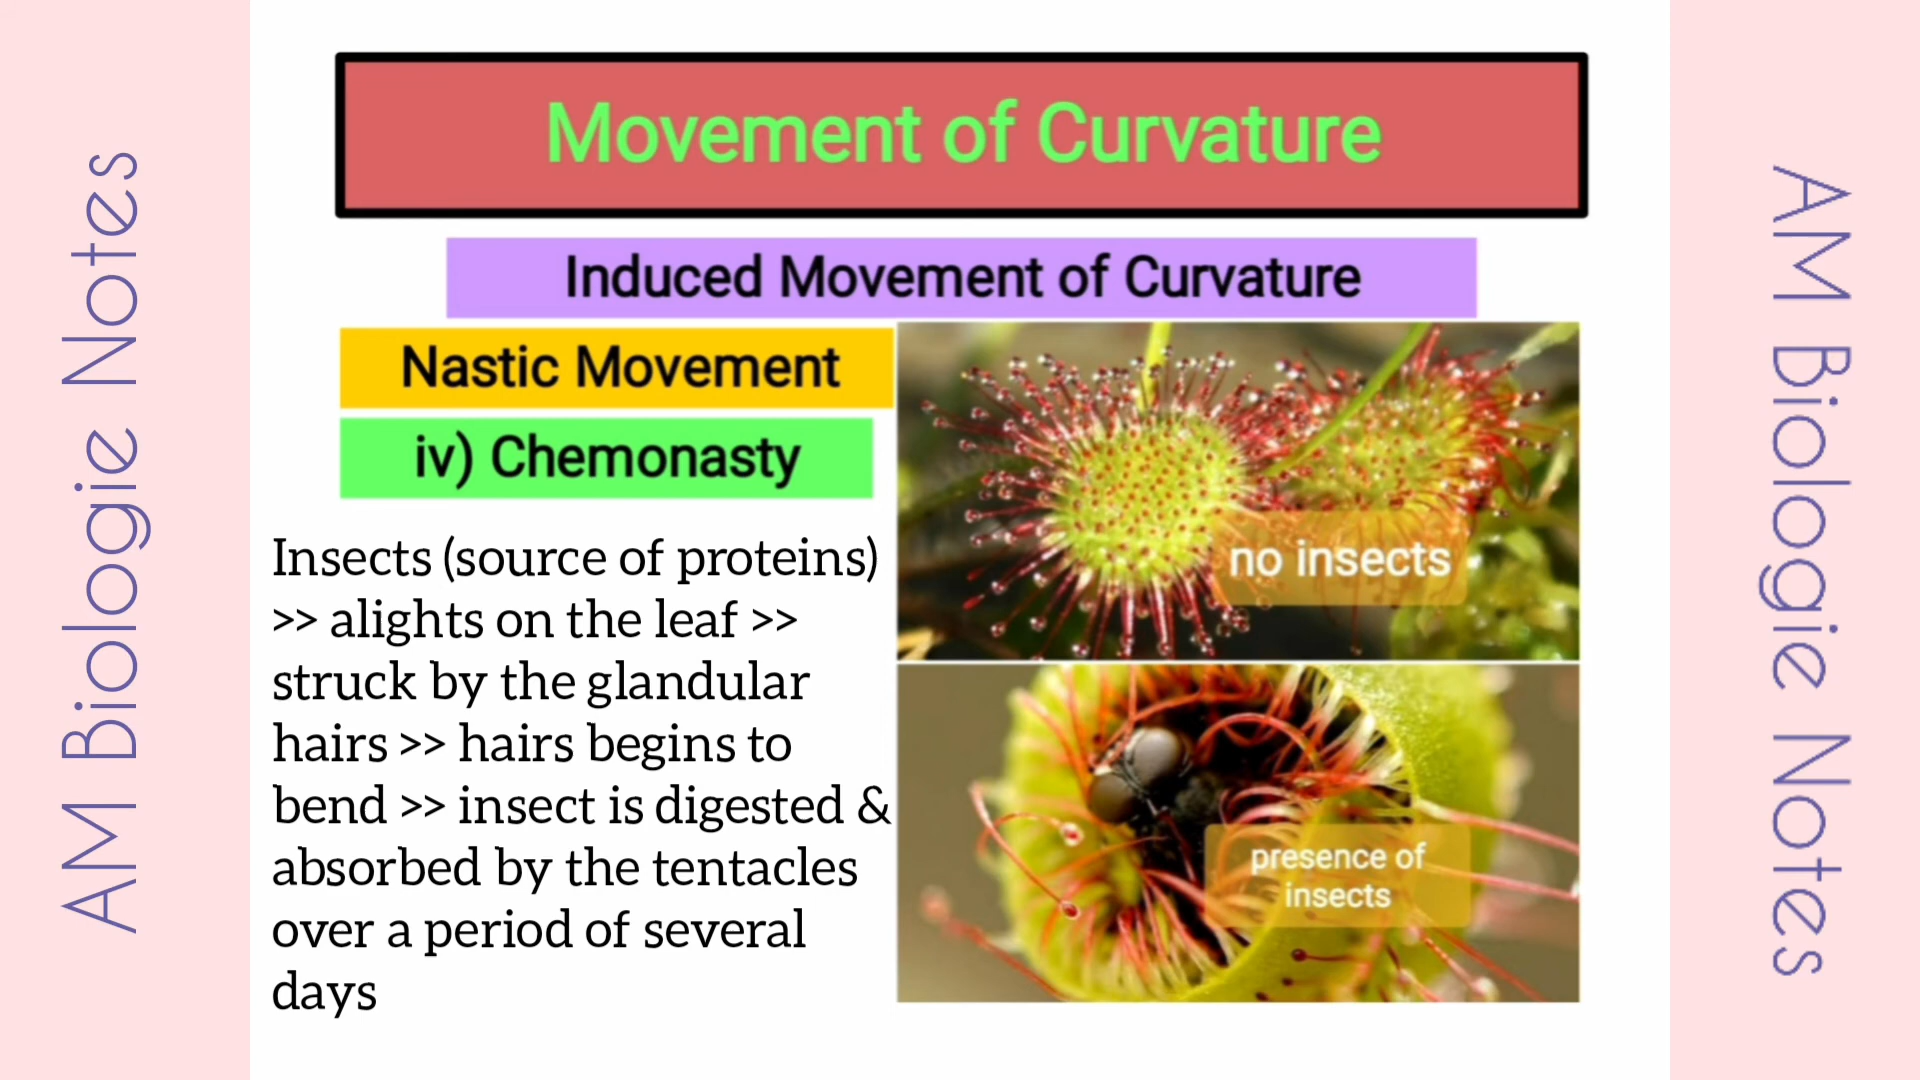 AM Biologie Notes
Movement of Curvature
Induced Movement of Curvature
Nastic Movement
iv) Chemonasty
Insects (source of proteins)
>> alights on the leaf >>
struck by the glandular
hairs >> hairs begins to
bend >> insect is digested &
absorbed by the tentacles
over a period of several
days
no insects
presence of
insects
AM Biologie Notes